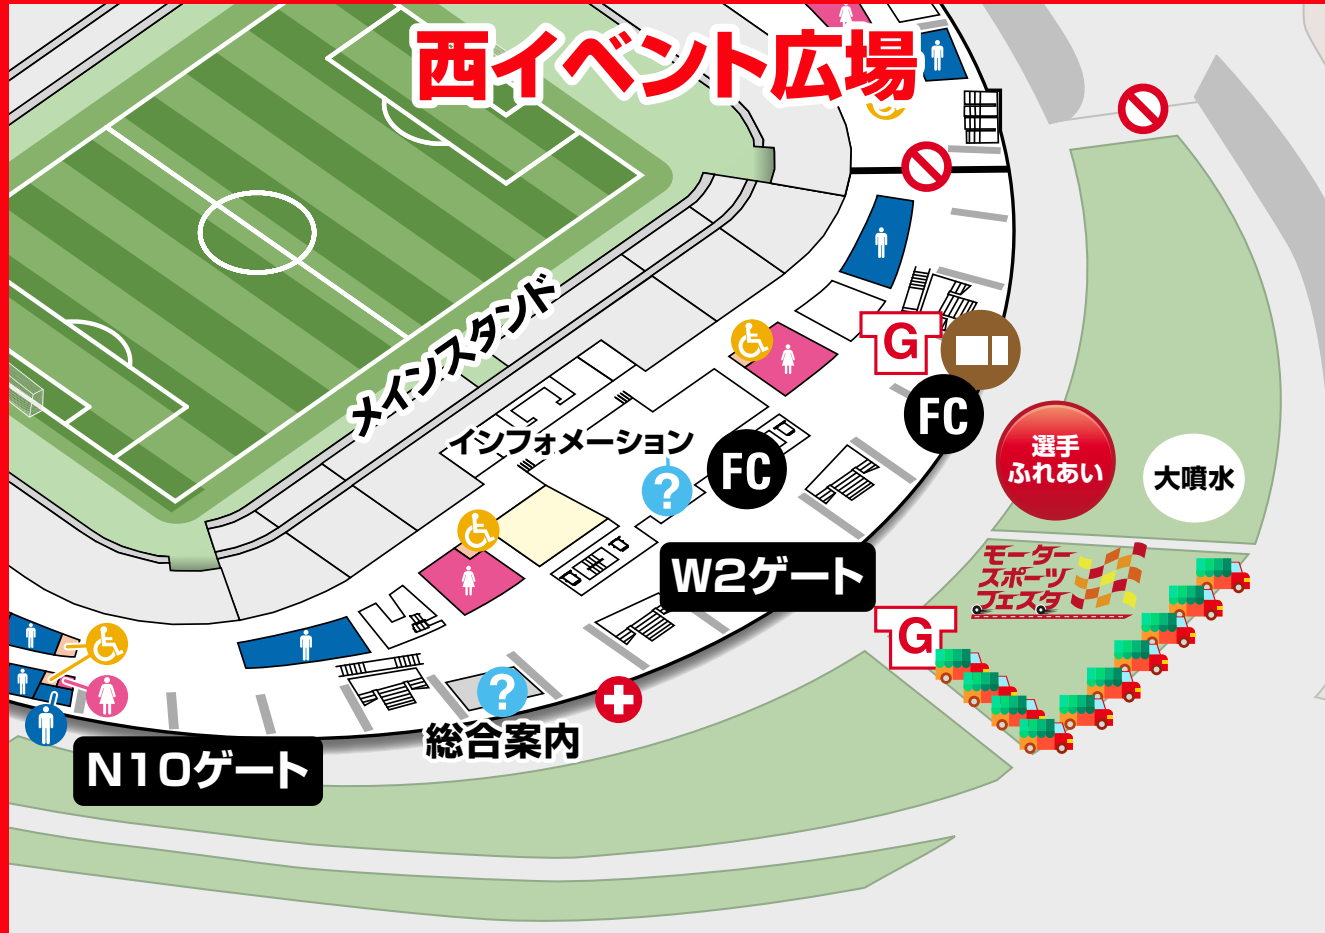 西イベント広場
メインスタンド
G
FC
インフォメーション
?
FC
選手
ふれあい
大噴水
W2ゲート
モーター
スポーツ
フェスタ
G
?
総合案内
N10ゲート